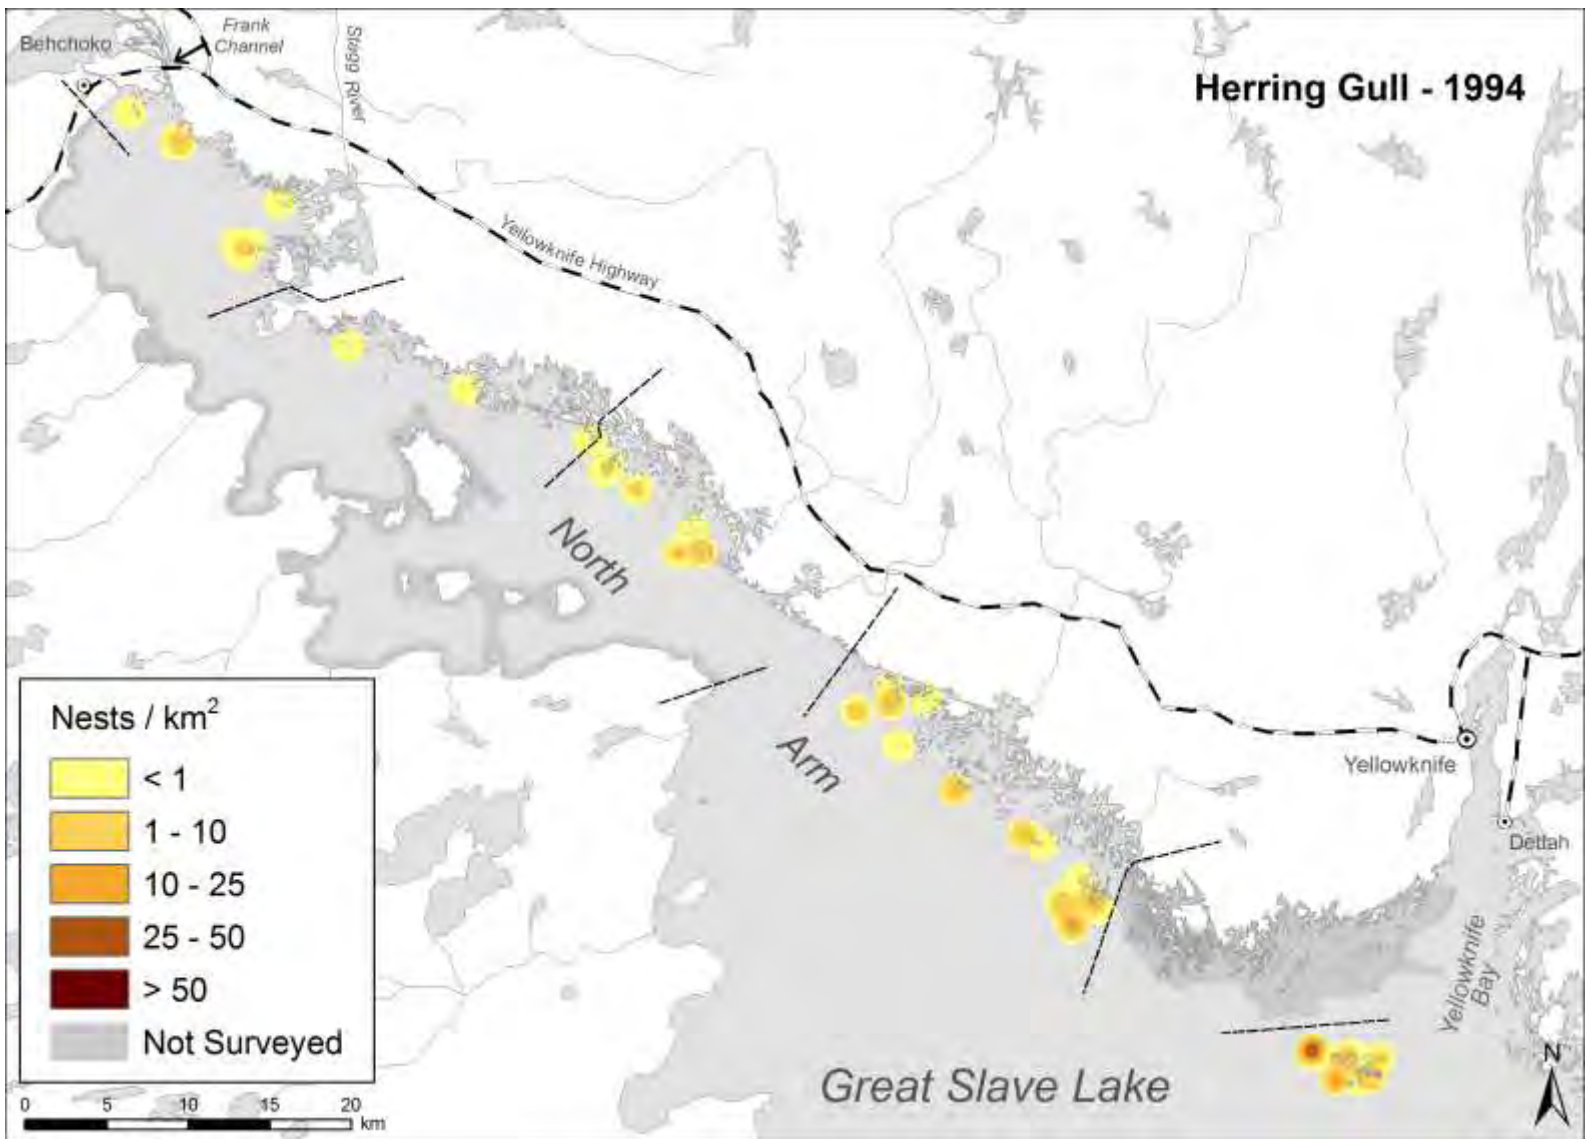 Frank
Channel
Behchoko
Stagg River
Herring Gull - 1994
Yellowknife Highway
North
Arm
Yellowknife
Dettah
Yellowknife
Bay
Great Slave Lake
N
Nests / km²
< 1
1 - 10
10 - 25
25 - 50
> 50
Not Surveyed
0 5 10 15 20
km